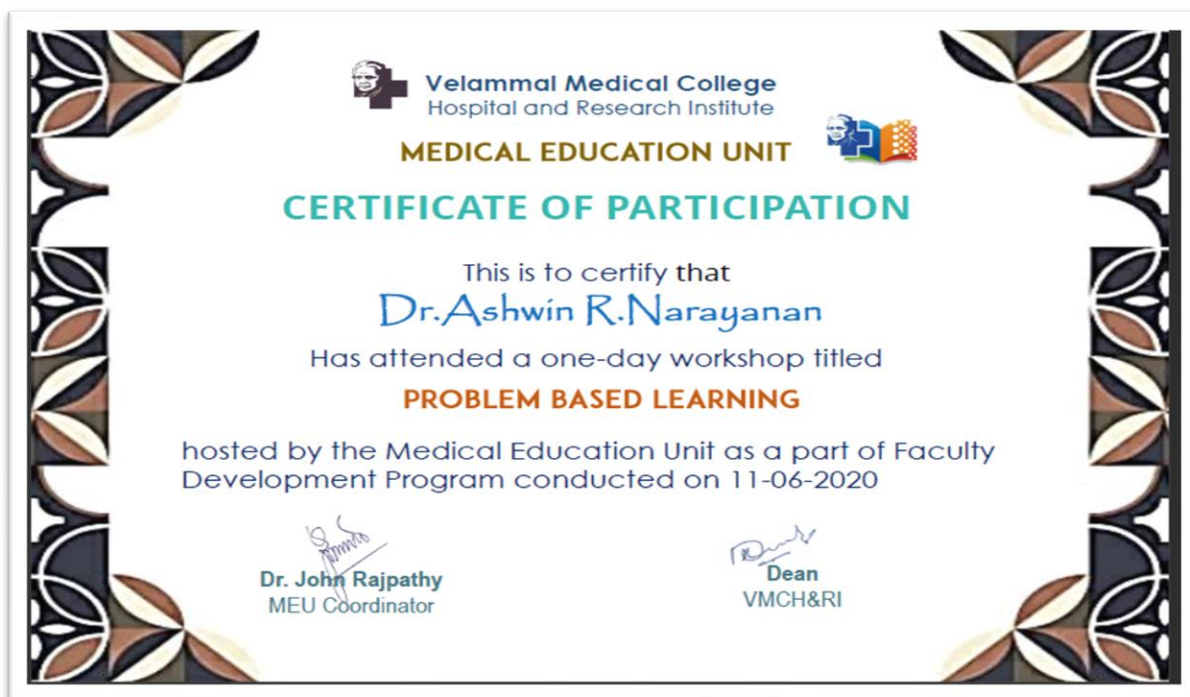 Velammal Medical College
Hospital and Research Institute
MEDICAL EDUCATION UNIT
CERTIFICATE OF PARTICIPATION
This is to certify that
Dr.Ashwin R.Narayanan
Has attended a one-day workshop titled
PROBLEM BASED LEARNING
hosted by the Medical Education Unit as a part of Faculty
Development Program conducted on 11-06-2020
Dr. John Rajpathy
MEU Coordinator
Dean
VMCH&RI